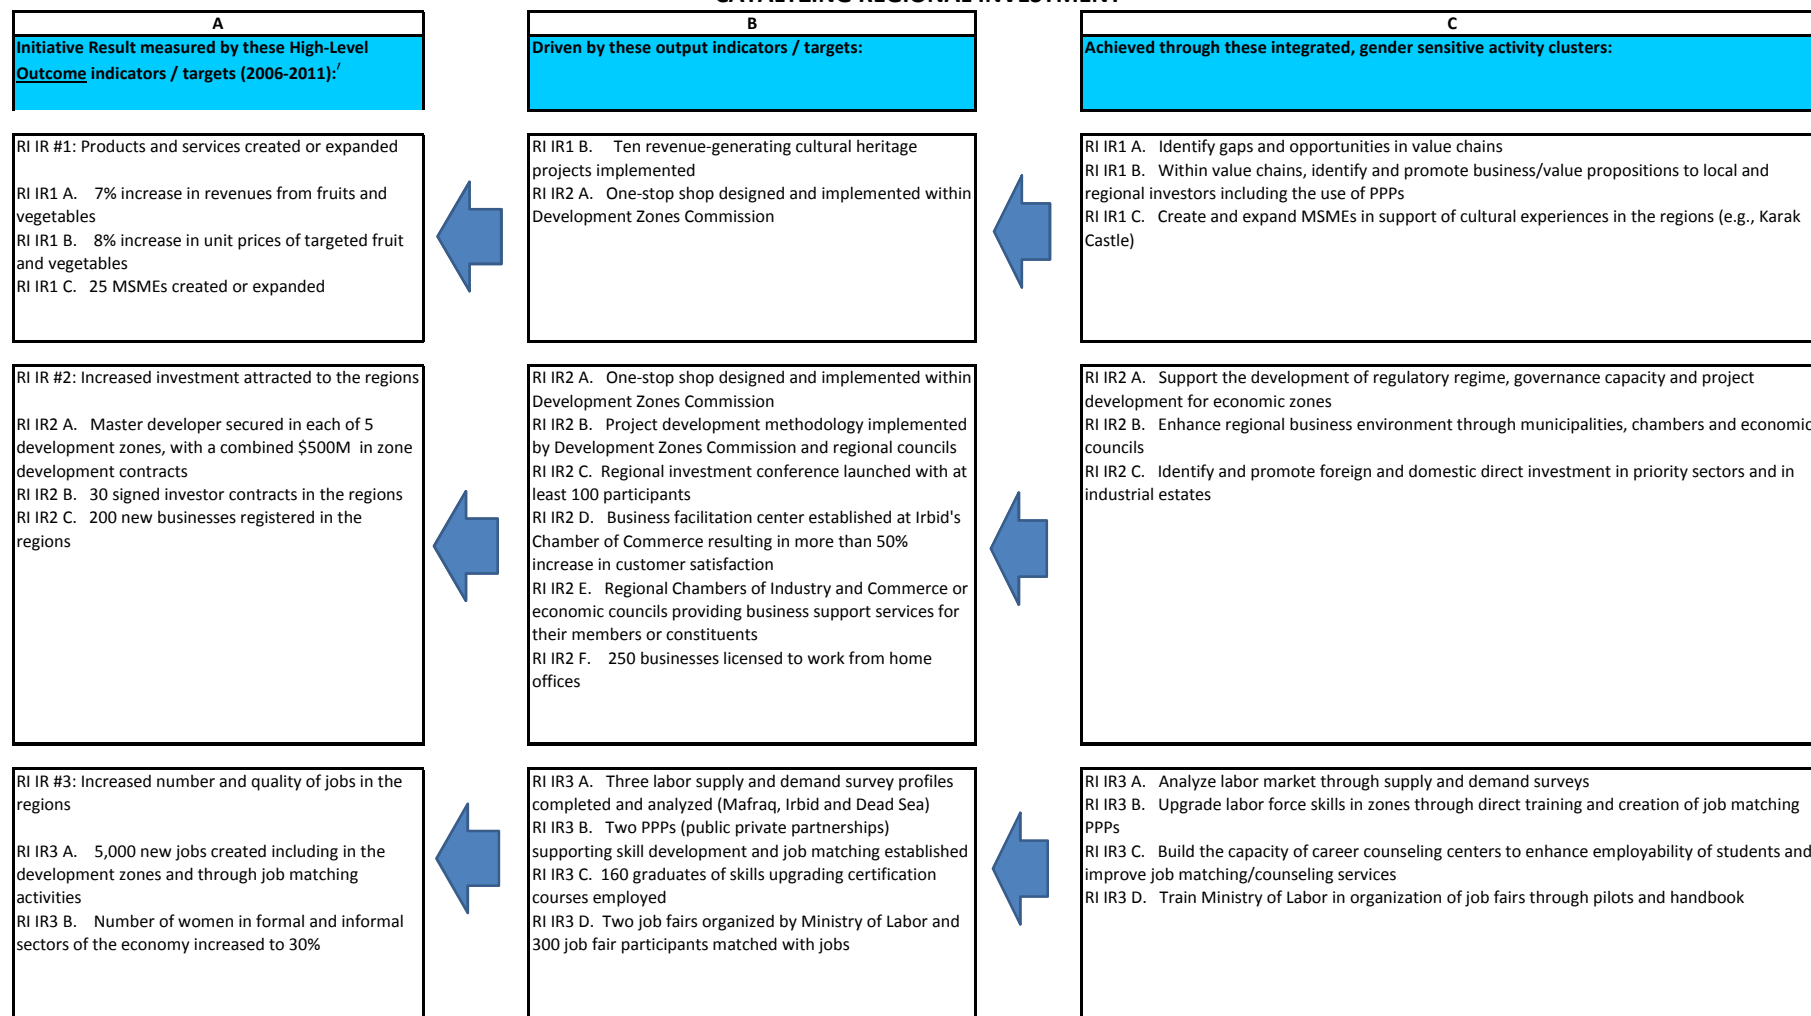 CATALYZING REGIONAL INVESTMENT
A
Initiative Result measured by these High-Level
Outcome indicators / targets (2006-2011):/
B
Driven by these output indicators / targets:
C
Achieved through these integrated, gender sensitive activity clusters:
RI IR #1: Products and services created or expanded
RI IR1 A. 7% increase in revenues from fruits and
vegetables
RI IR1 B. 8% increase in unit prices of targeted fruit
and vegetables
RI IR1 C. 25 MSMEs created or expanded
RI IR1 B. Ten revenue-generating cultural heritage
projects implemented
RI IR2 A. One-stop shop designed and implemented within
Development Zones Commission
RI IR1 A. Identify gaps and opportunities in value chains
RI IR1 B. Within value chains, identify and promote business/value propositions to local and
regional investors including the use of PPPs
RI IR1 C. Create and expand MSMEs in support of cultural experiences in the regions (e.g., Karak
Castle)
RI IR #2: Increased investment attracted to the regions
RI IR2 A. Master developer secured in each of 5
development zones, with a combined $500M in zone
development contracts
RI IR2 B. 30 signed investor contracts in the regions
RI IR2 C. 200 new businesses registered in the
regions
RI IR2 A. One-stop shop designed and implemented within
Development Zones Commission
RI IR2 B. Project development methodology implemented
by Development Zones Commission and regional councils
RI IR2 C. Regional investment conference launched with at
least 100 participants
RI IR2 D. Business facilitation center established at Irbid's
Chamber of Commerce resulting in more than 50%
increase in customer satisfaction
RI IR2 E. Regional Chambers of Industry and Commerce or
economic councils providing business support services for
their members or constituents
RI IR2 F. 250 businesses licensed to work from home
offices
RI IR2 A. Support the development of regulatory regime, governance capacity and project
development for economic zones
RI IR2 B. Enhance regional business environment through municipalities, chambers and economic
councils
RI IR2 C. Identify and promote foreign and domestic direct investment in priority sectors and in
industrial estates
RI IR #3: Increased number and quality of jobs in the
regions
RI IR3 A. 5,000 new jobs created including in the
development zones and through job matching
activities
RI IR3 B. Number of women in formal and informal
sectors of the economy increased to 30%
RI IR3 A. Three labor supply and demand survey profiles
completed and analyzed (Mafraq, Irbid and Dead Sea)
RI IR3 B. Two PPPs (public private partnerships)
supporting skill development and job matching established
RI IR3 C. 160 graduates of skills upgrading certification
courses employed
RI IR3 D. Two job fairs organized by Ministry of Labor and
300 job fair participants matched with jobs
RI IR3 A. Analyze labor market through supply and demand surveys
RI IR3 B. Upgrade labor force skills in zones through direct training and creation of job matching
PPPs
RI IR3 C. Build the capacity of career counseling centers to enhance employability of students and
improve job matching/counseling services
RI IR3 D. Train Ministry of Labor in organization of job fairs through pilots and handbook